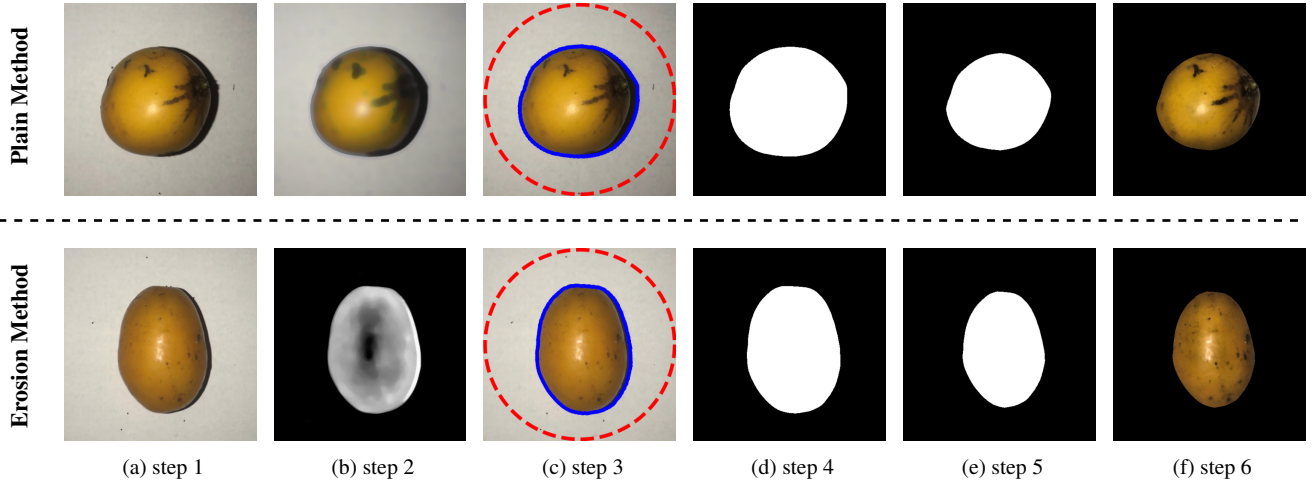 Plain Method
Erosion Method
(a) step 1
(b) step 2
(c) step 3
(d) step 4
(e) step 5
(f) step 6